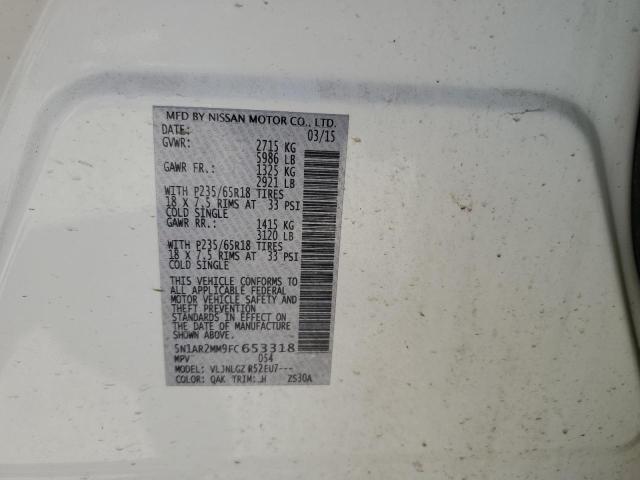 MFD BY NISSAN MOTOR CO., LTD.
DATE: 03/15
GVWR: 2715 KG
5986 LB
GAWR FR.: 1325 KG
2921 LB
WITH P235/65R18 TIRES
18 X 7.5 RIMS AT 33 PSI
COLD SINGLE
GAWR RR.: 1415 KG
3120 LB
WITH P235/65R18 TIRES
18 X 7.5 RIMS AT 33 PSI
COLD SINGLE
THIS VEHICLE CONFORMS TO
ALL APPLICABLE FEDERAL
MOTOR VEHICLE SAFETY AND
THEFT PREVENTION
STANDARDS IN EFFECT ON
THE DATE OF MANUFACTURE
SHOWN ABOVE.
5N1AR2MM9FC653318
MPV 054
MODEL: VLJNLGZ R52EU7---
COLOR: QAK TRIM: H ZS30A